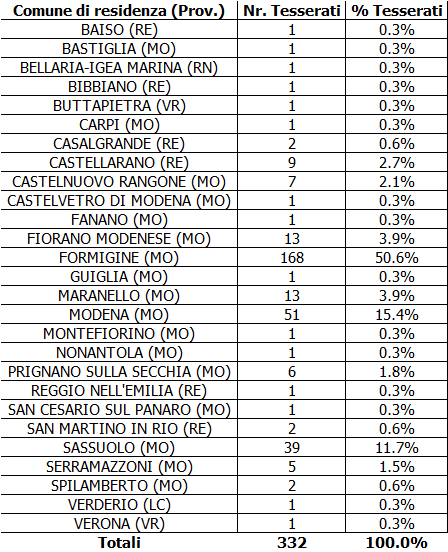 Comune di residenza (Prov.) Nr. Tesserati % Tesserati
BAISO (RE) 1 0.3%
BASTIGLIA (MO) 1 0.3%
BELLARIA-IGEA MARINA (RN) 1 0.3%
BIBBIANO (RE) 1 0.3%
BUTTAPIETRA (VR) 1 0.3%
CARPI (MO) 1 0.3%
CASALGRANDE (RE) 2 0.6%
CASTELLARANO (RE) 9 2.7%
CASTELNUOVO RANGONE (MO) 7 2.1%
CASTELVETRO DI MODENA (MO) 1 0.3%
FANANO (MO) 1 0.3%
FIORANO MODENESE (MO) 13 3.9%
FORMIGINE (MO) 168 50.6%
GUIGLIA (MO) 1 0.3%
MARANELLO (MO) 13 3.9%
MODENA (MO) 51 15.4%
MONTEFIORINO (MO) 1 0.3%
NONANTOLA (MO) 1 0.3%
PRIGNANO SULLA SECCHIA (MO) 6 1.8%
REGGIO NELL'EMILIA (RE) 1 0.3%
SAN CESARIO SUL PANARO (MO) 1 0.3%
SAN MARTINO IN RIO (RE) 2 0.6%
SASSUOLO (MO) 39 11.7%
SERRAMAZZONI (MO) 5 1.5%
SPILAMBERTO (MO) 2 0.6%
VERDERIO (LC) 1 0.3%
VERONA (VR) 1 0.3%
Totali 332 100.0%